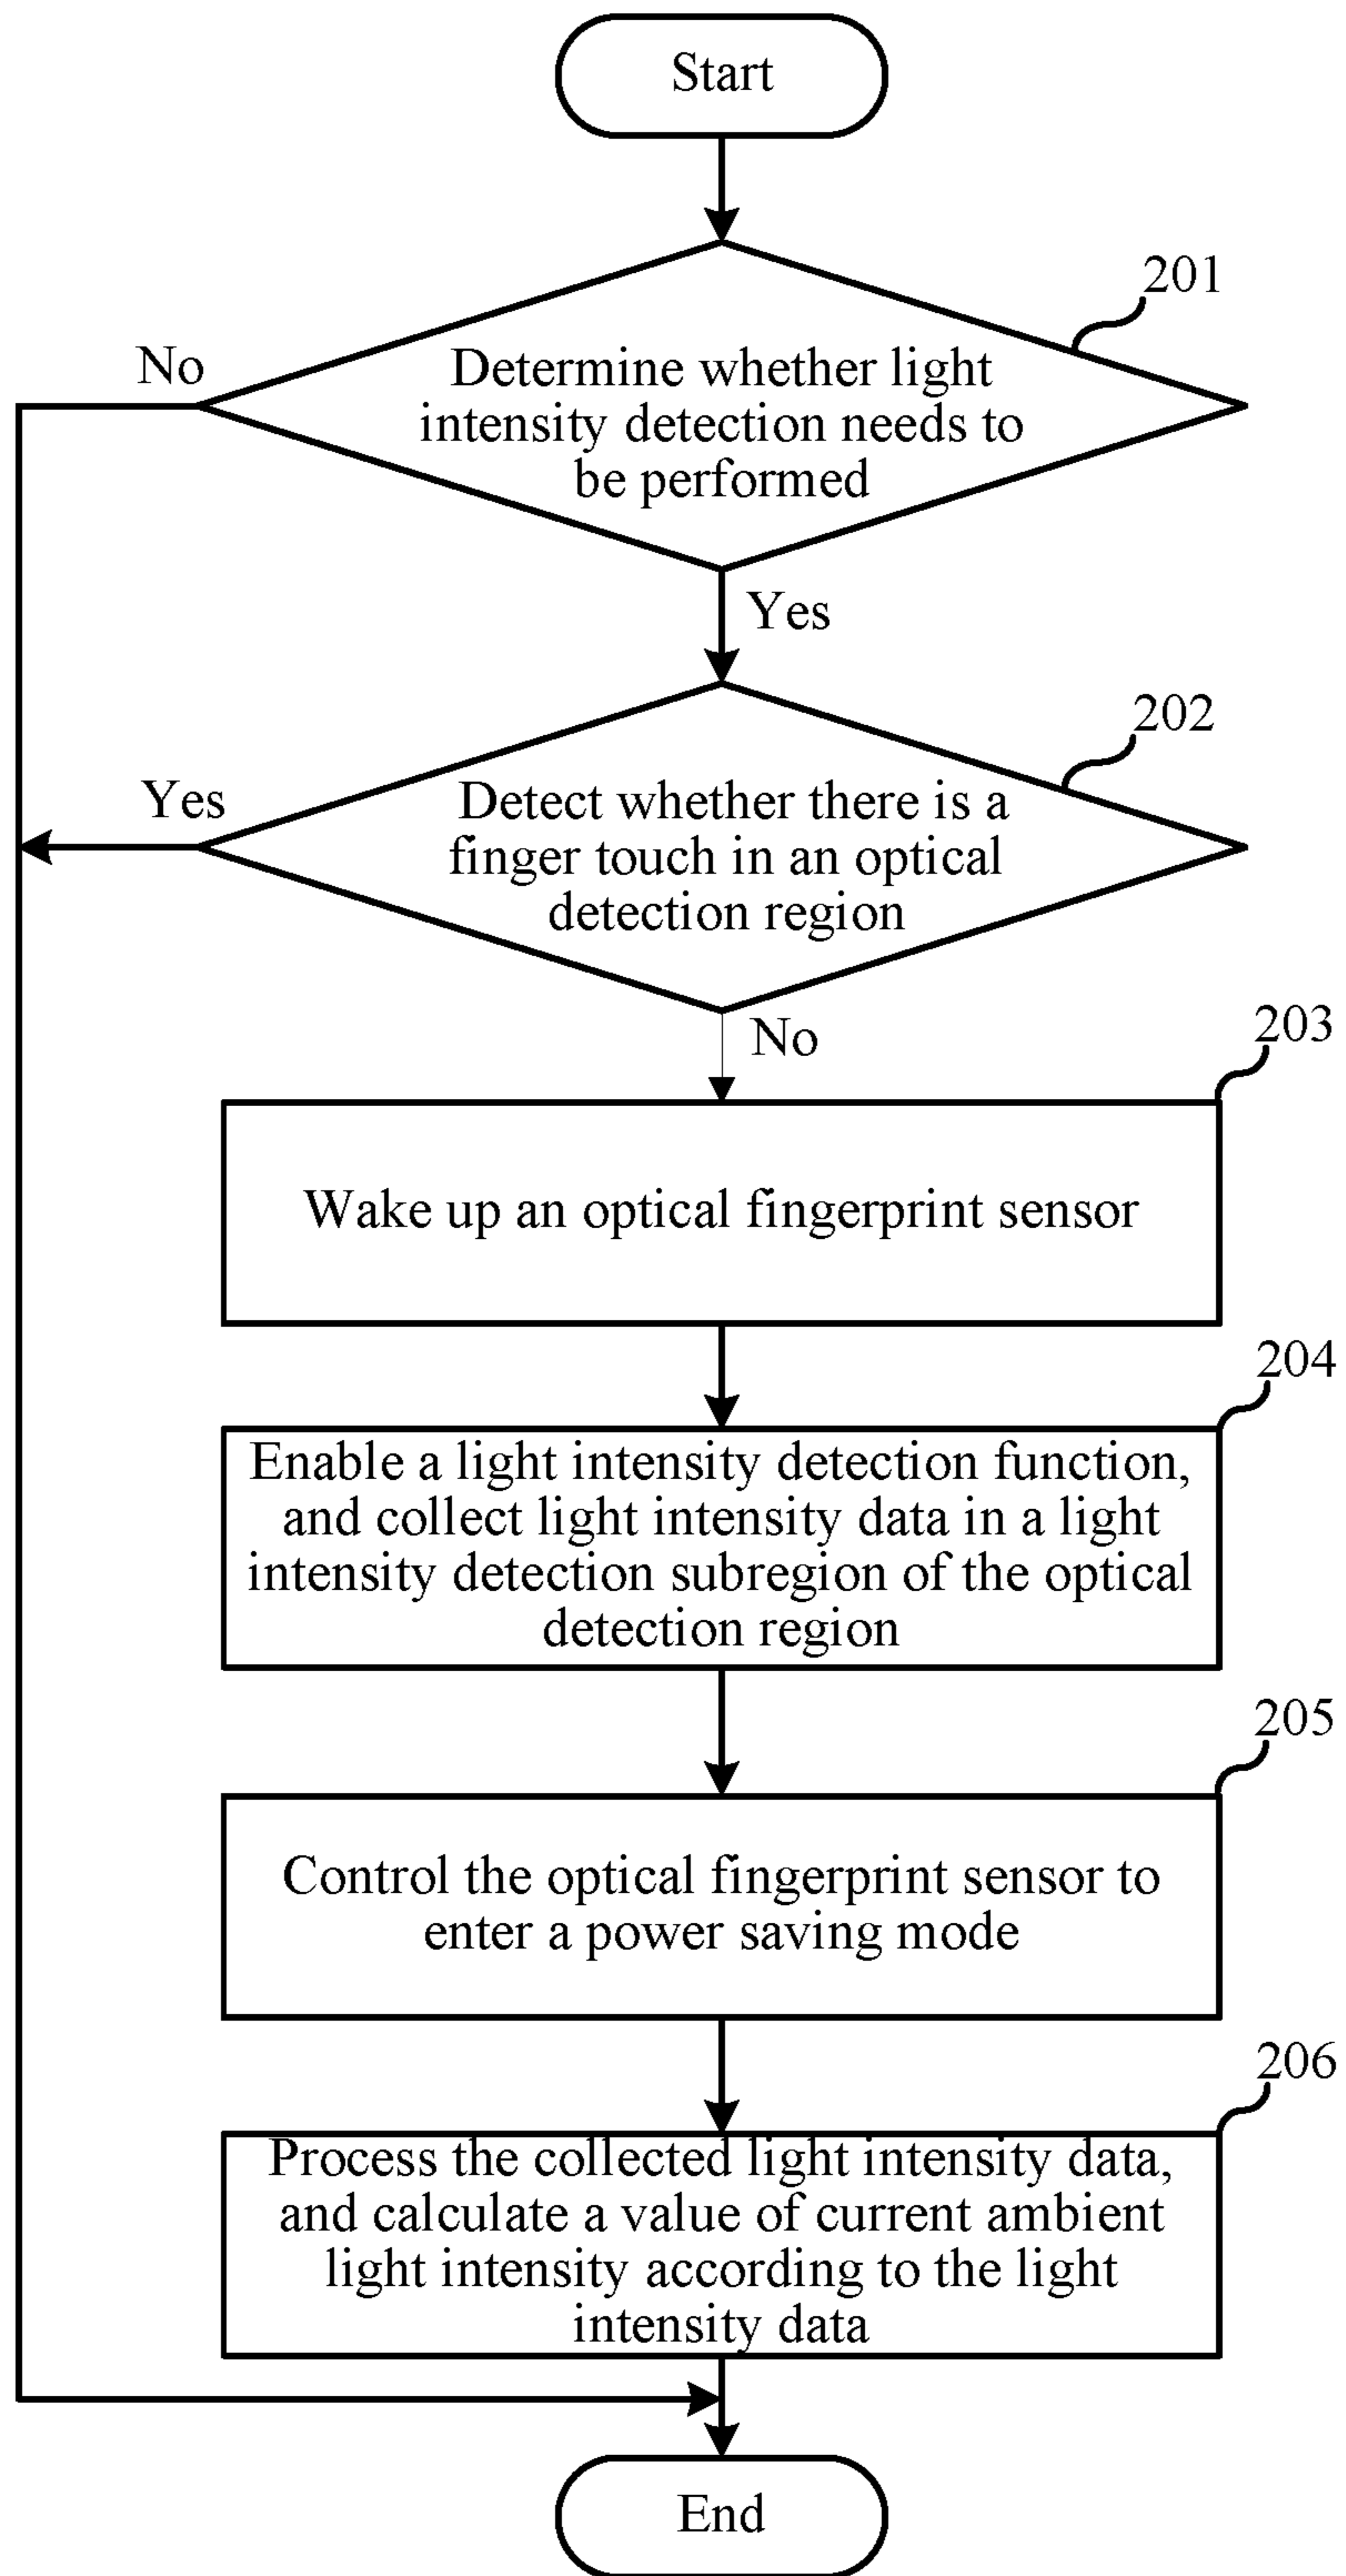 Start
201
No
Determine whether light
intensity detection needs to
be performed
Yes
202
Yes
Detect whether there is a
finger touch in an optical
detection region
No
203
Wake up an optical fingerprint sensor
204
Enable a light intensity detection function,
and collect light intensity data in a light
intensity detection subregion of the optical
detection region
205
Control the optical fingerprint sensor to
enter a power saving mode
206
Process the collected light intensity data,
and calculate a value of current ambient
light intensity according to the light
intensity data
End